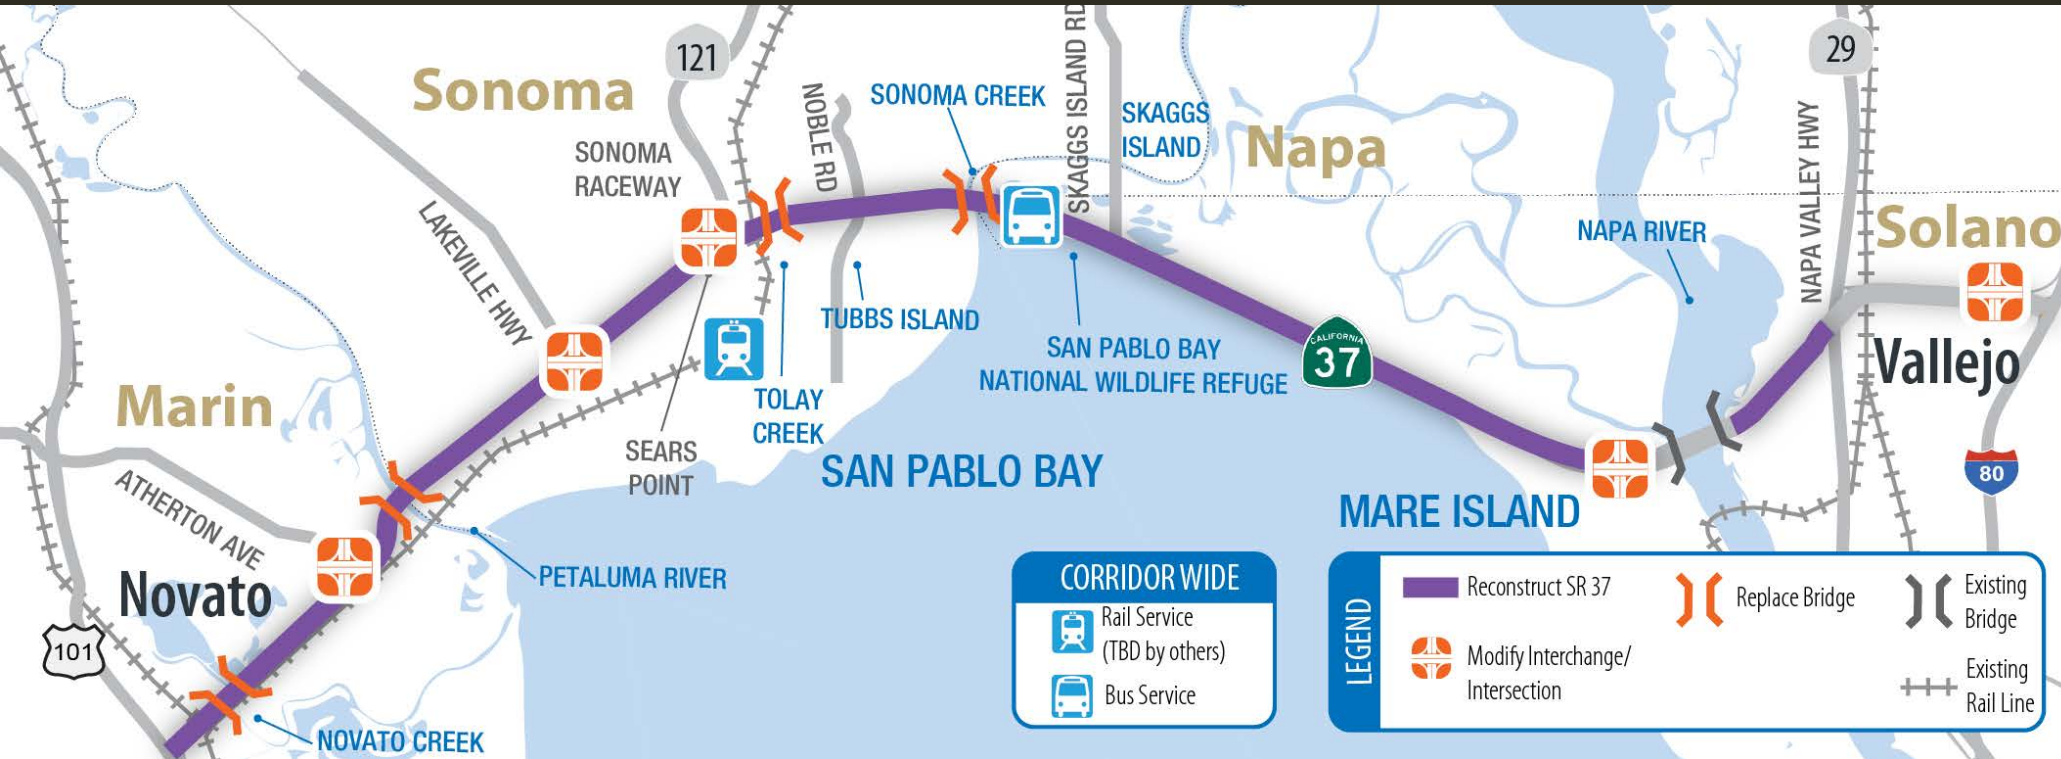 121
Sonoma
SONOMA
RACEWAY
NOBLE RD
SONOMA CREEK
SKAGGS ISLAND RD
SKAGGS
ISLAND
Napa
29
NAPA VALLEY HWY
NAPA RIVER
Solano
LAKEVILLE HWY
TUBBS ISLAND
SAN PABLO BAY
NATIONAL WILDLIFE REFUGE
CALIFORNIA
37
Vallejo
Marin
TOLAY
CREEK
SEARS
POINT
SAN PABLO BAY
80
MARE ISLAND
ATHERTON AVE
Novato
PETALUMA RIVER
101
NOVATO CREEK
CORRIDOR WIDE
Rail Service
(TBD by others)
Bus Service
LEGEND
Reconstruct SR 37
Modify Interchange/
Intersection
Replace Bridge
Existing
Bridge
Existing
Rail Line